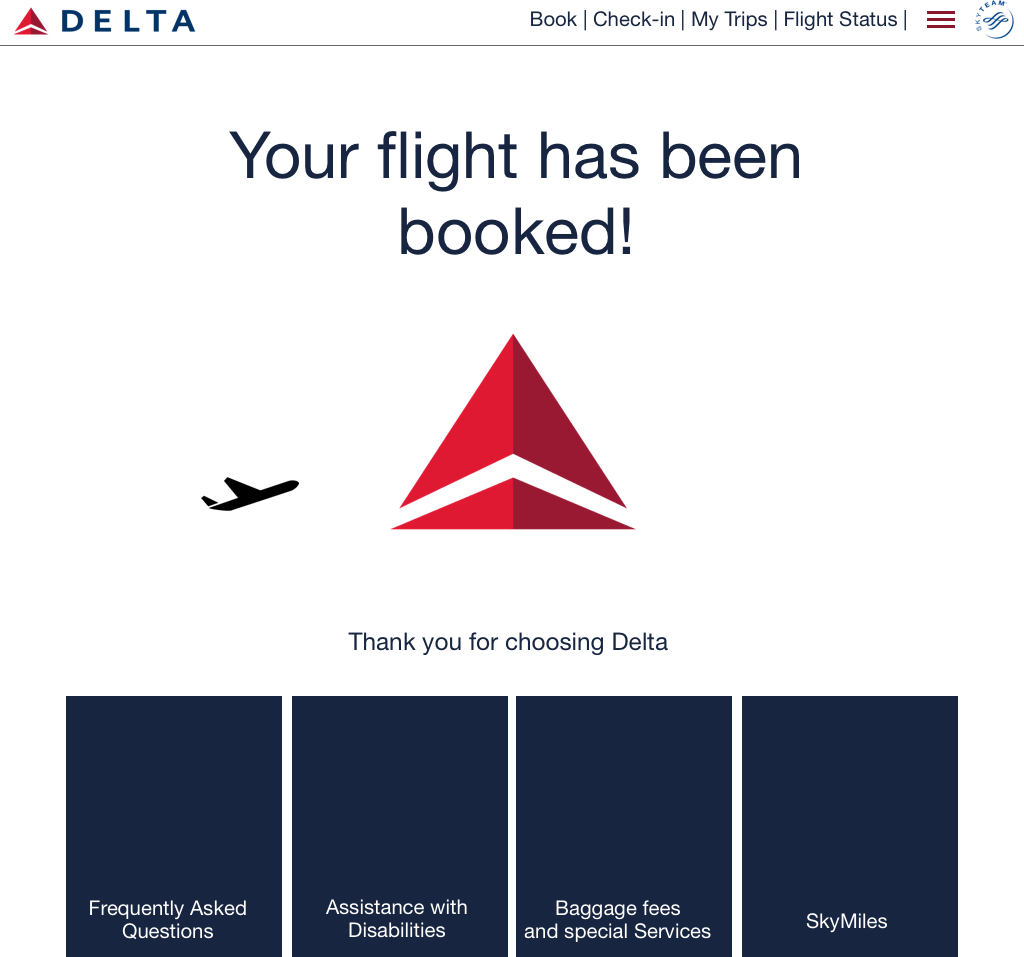 DELTA
Book | Check-in | My Trips | Flight Status |
SKYTEAM
Your flight has been
booked!
Thank you for choosing Delta
Frequently Asked
Questions
Assistance with
Disabilities
Baggage fees
and special Services
SkyMiles